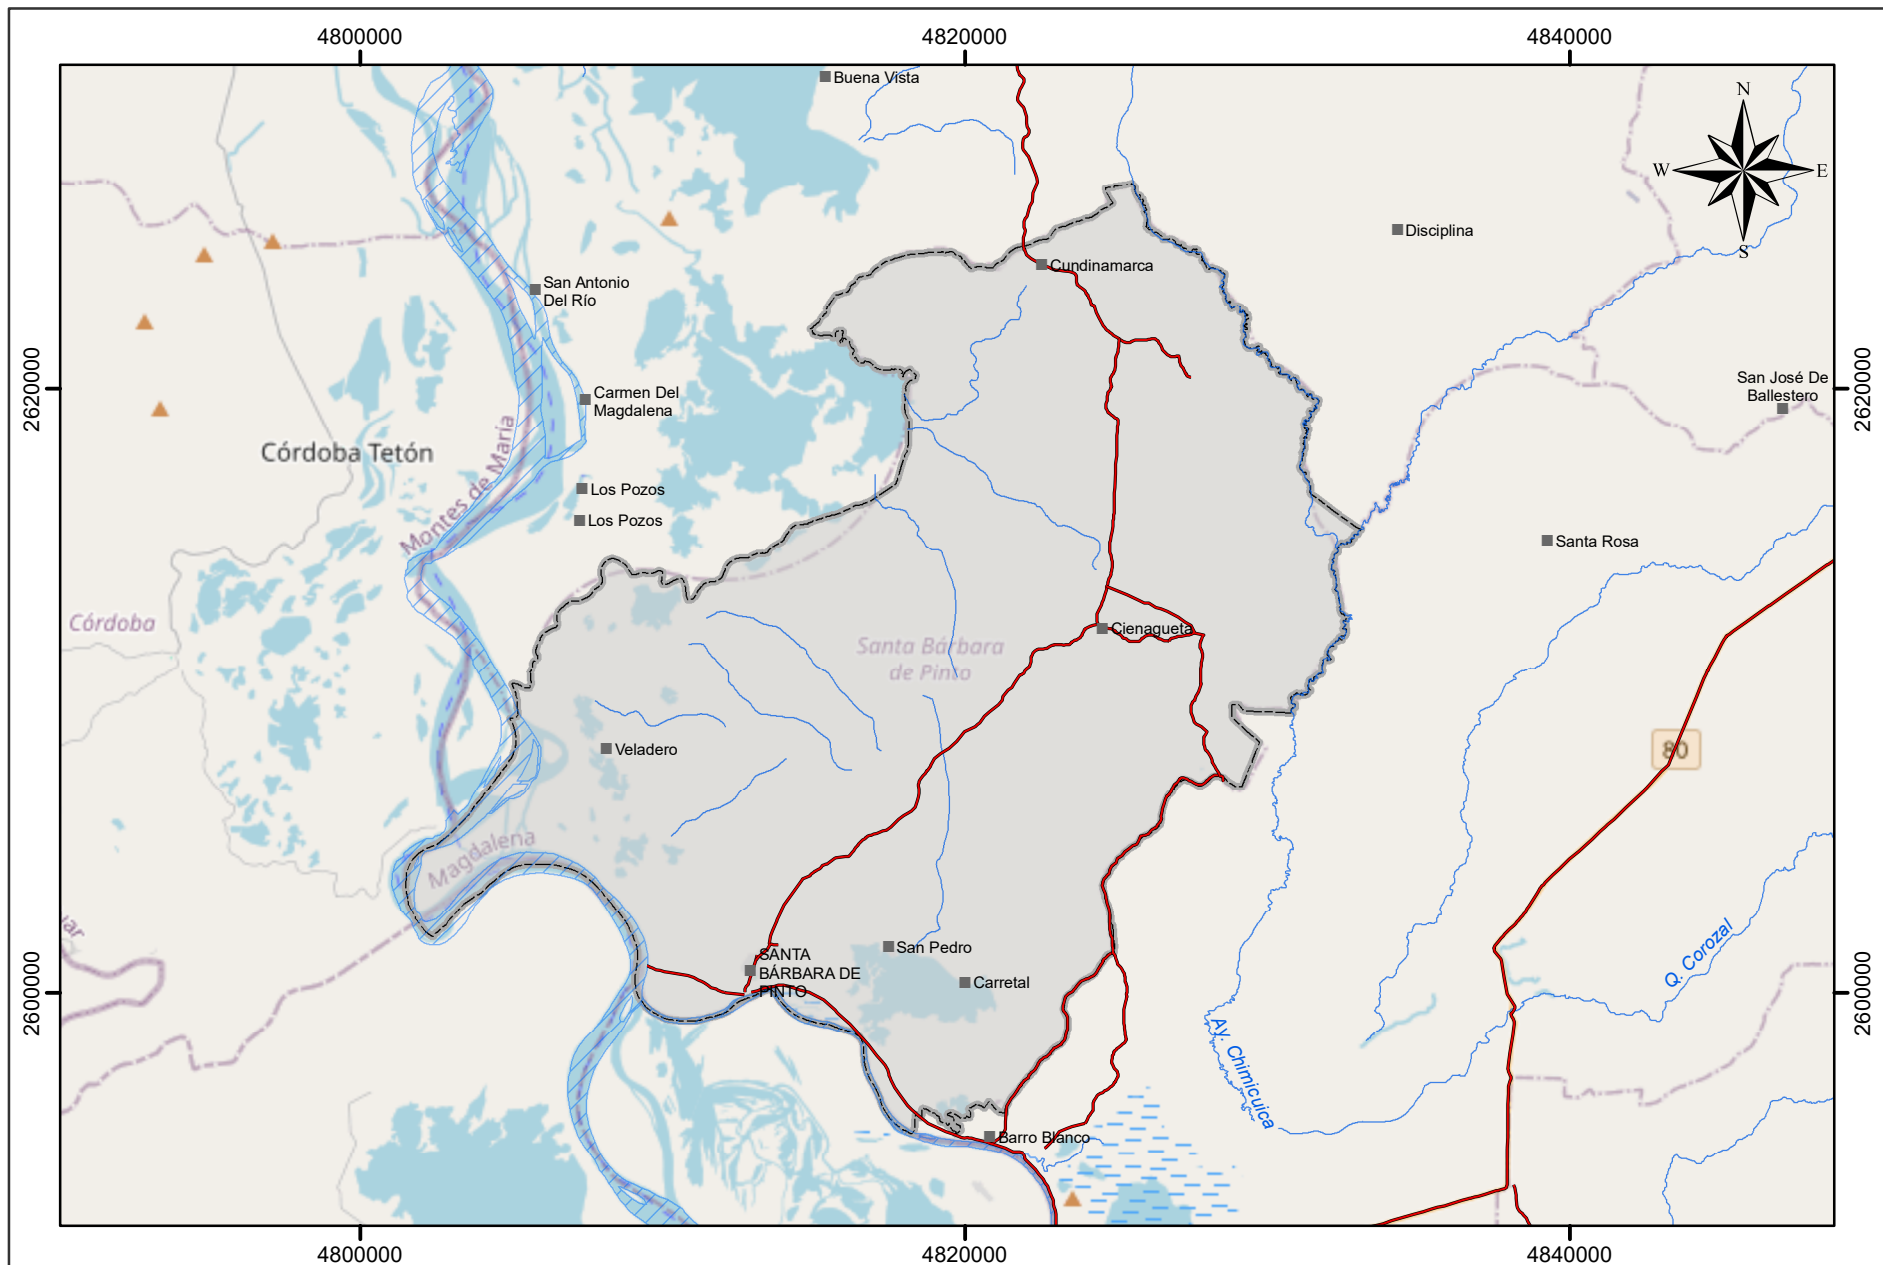 4800000
4820000
4840000
Buena Vista
N
W
E
S
Disciplina
Cundinamarca
San Antonio
Del Río
2620000
2620000
San José De
Ballestero
Carmen Del
Magdalena
Córdoba Tetón
Montes de María
Los Pozos
Los Pozos
Santa Rosa
Córdoba
Cienagueta
Santa Bárbara
de Pinto
Veladero
80
Magdalena
San Pedro
SANTA
BÁRBARA DE
PINTO
Carretal
Q. Corozal
2600000
2600000
Ay. Chimicuica
Barro Blanco
4800000
4820000
4840000